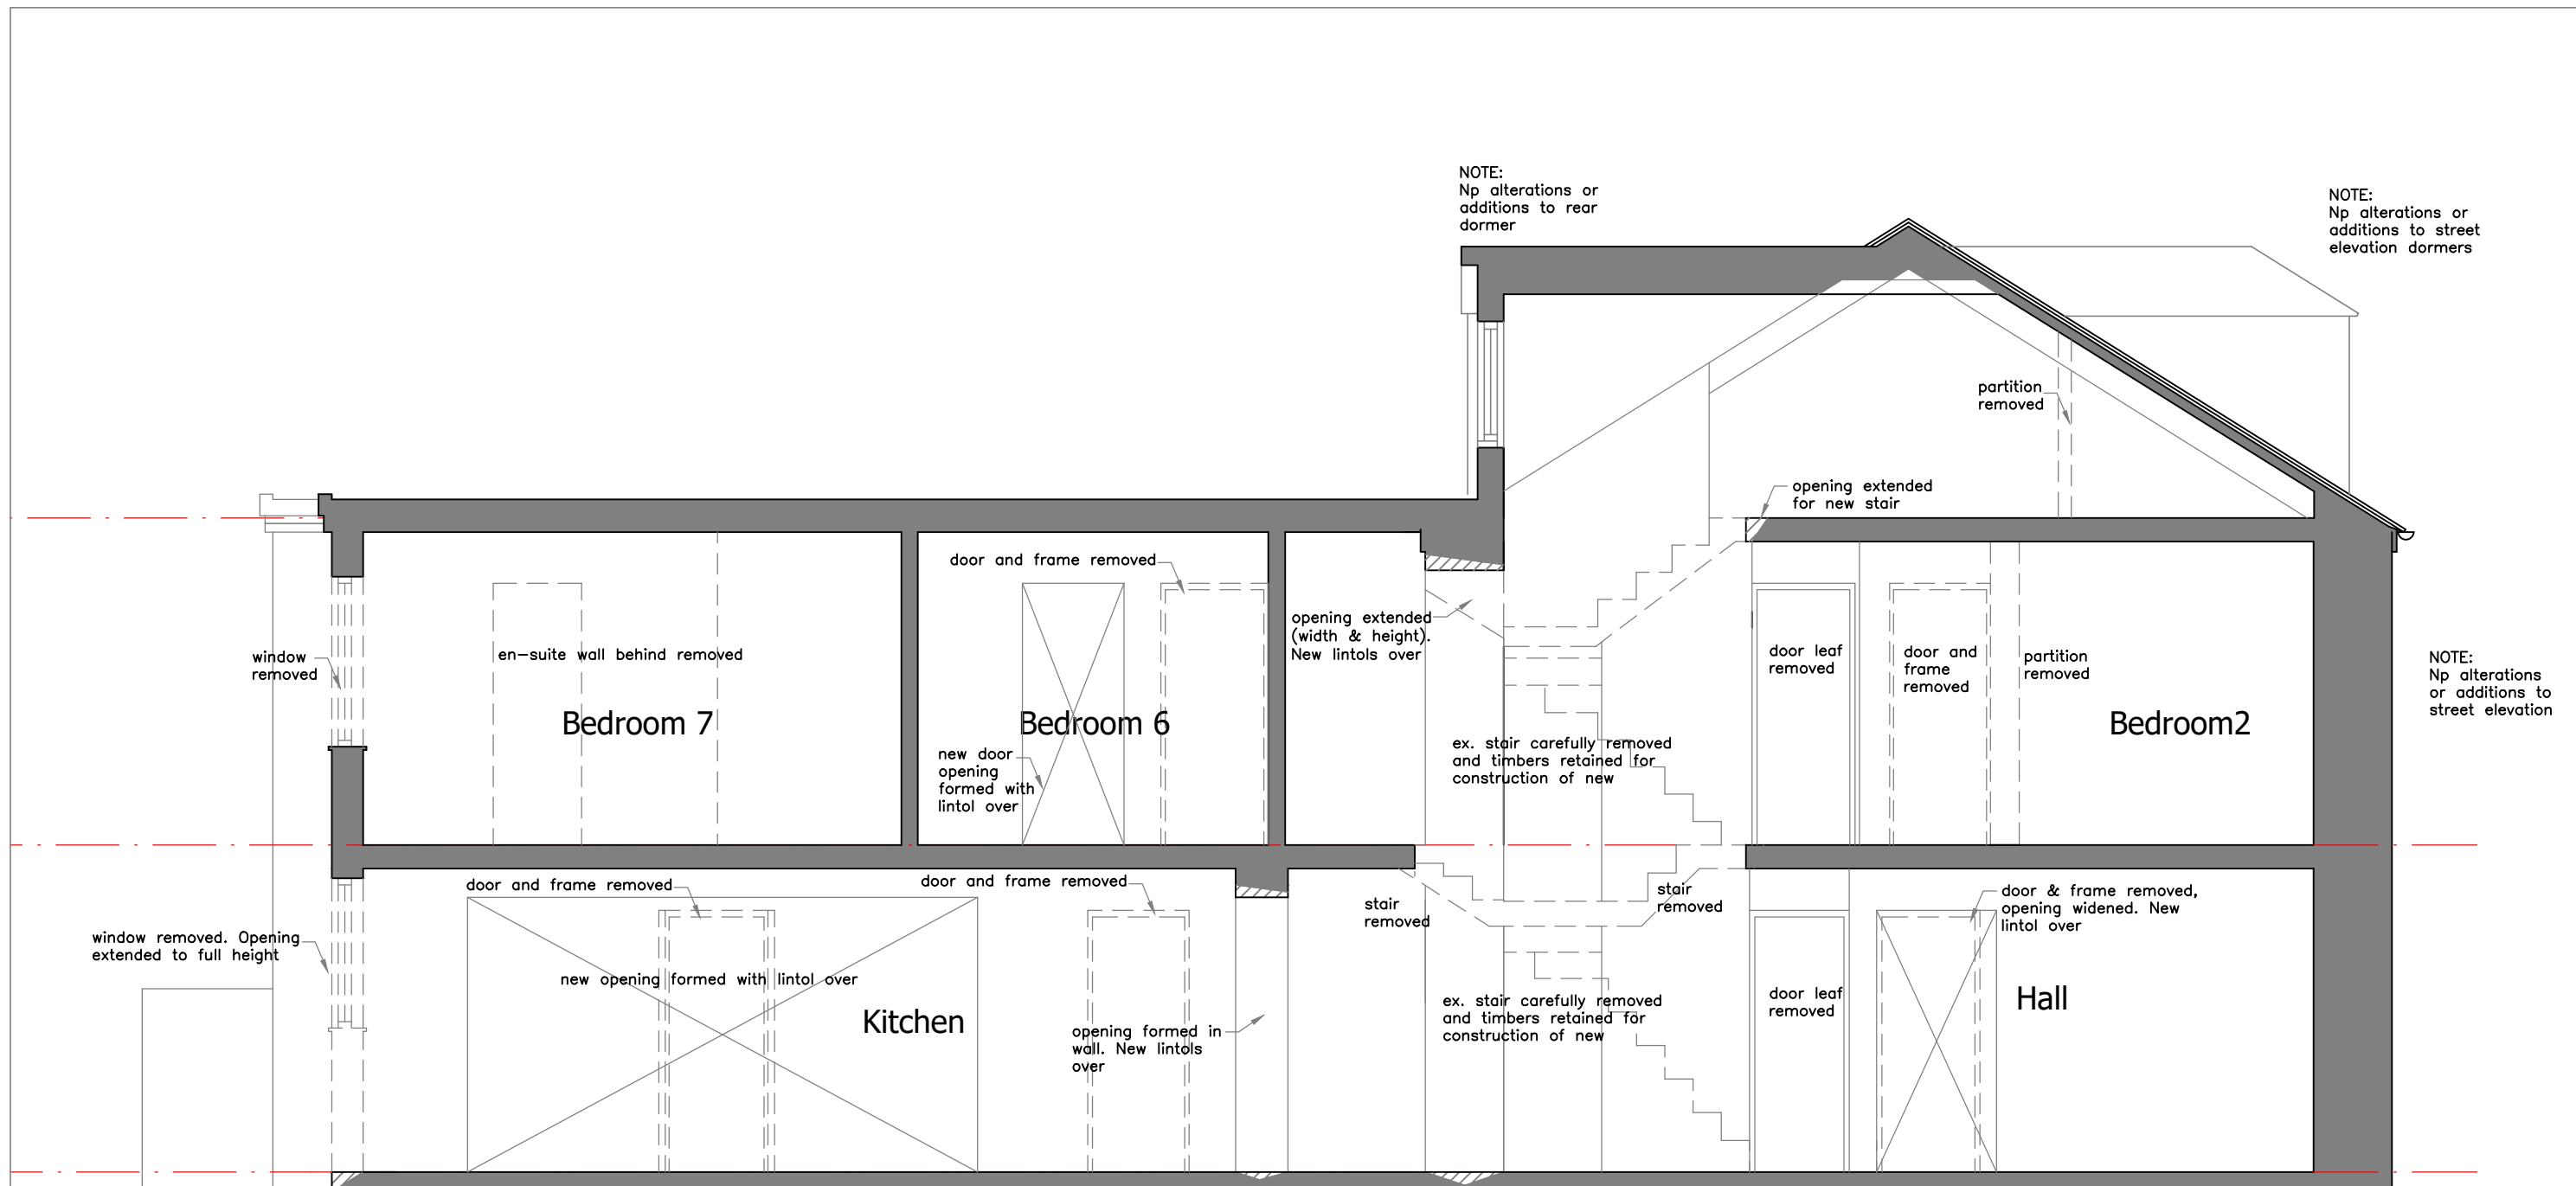 NOTE:
Np alterations or
additions to rear
dormer
NOTE:
Np alterations or
additions to street
elevation dormers
partition
removed
opening extended
for new stair
door and frame removed
opening extended
(width & height).
New lintols over
window
removed
en-suite wall behind removed
door leaf
removed
door and
frame
removed
partition
removed
NOTE:
Np alterations
or additions to
street elevation
Bedroom 7
Bedroom 6
Bedroom2
new door
opening
formed with
lintol over
ex. stair carefully removed
and timbers retained for
construction of new
door and frame removed
door and frame removed
stair
removed
stair
removed
door & frame removed,
opening widened. New
lintol over
window removed. Opening
extended to full height
new opening formed with lintol over
Kitchen
opening formed in
wall. New lintols
over
ex. stair carefully removed
and timbers retained for
construction of new
door leaf
removed
Hall